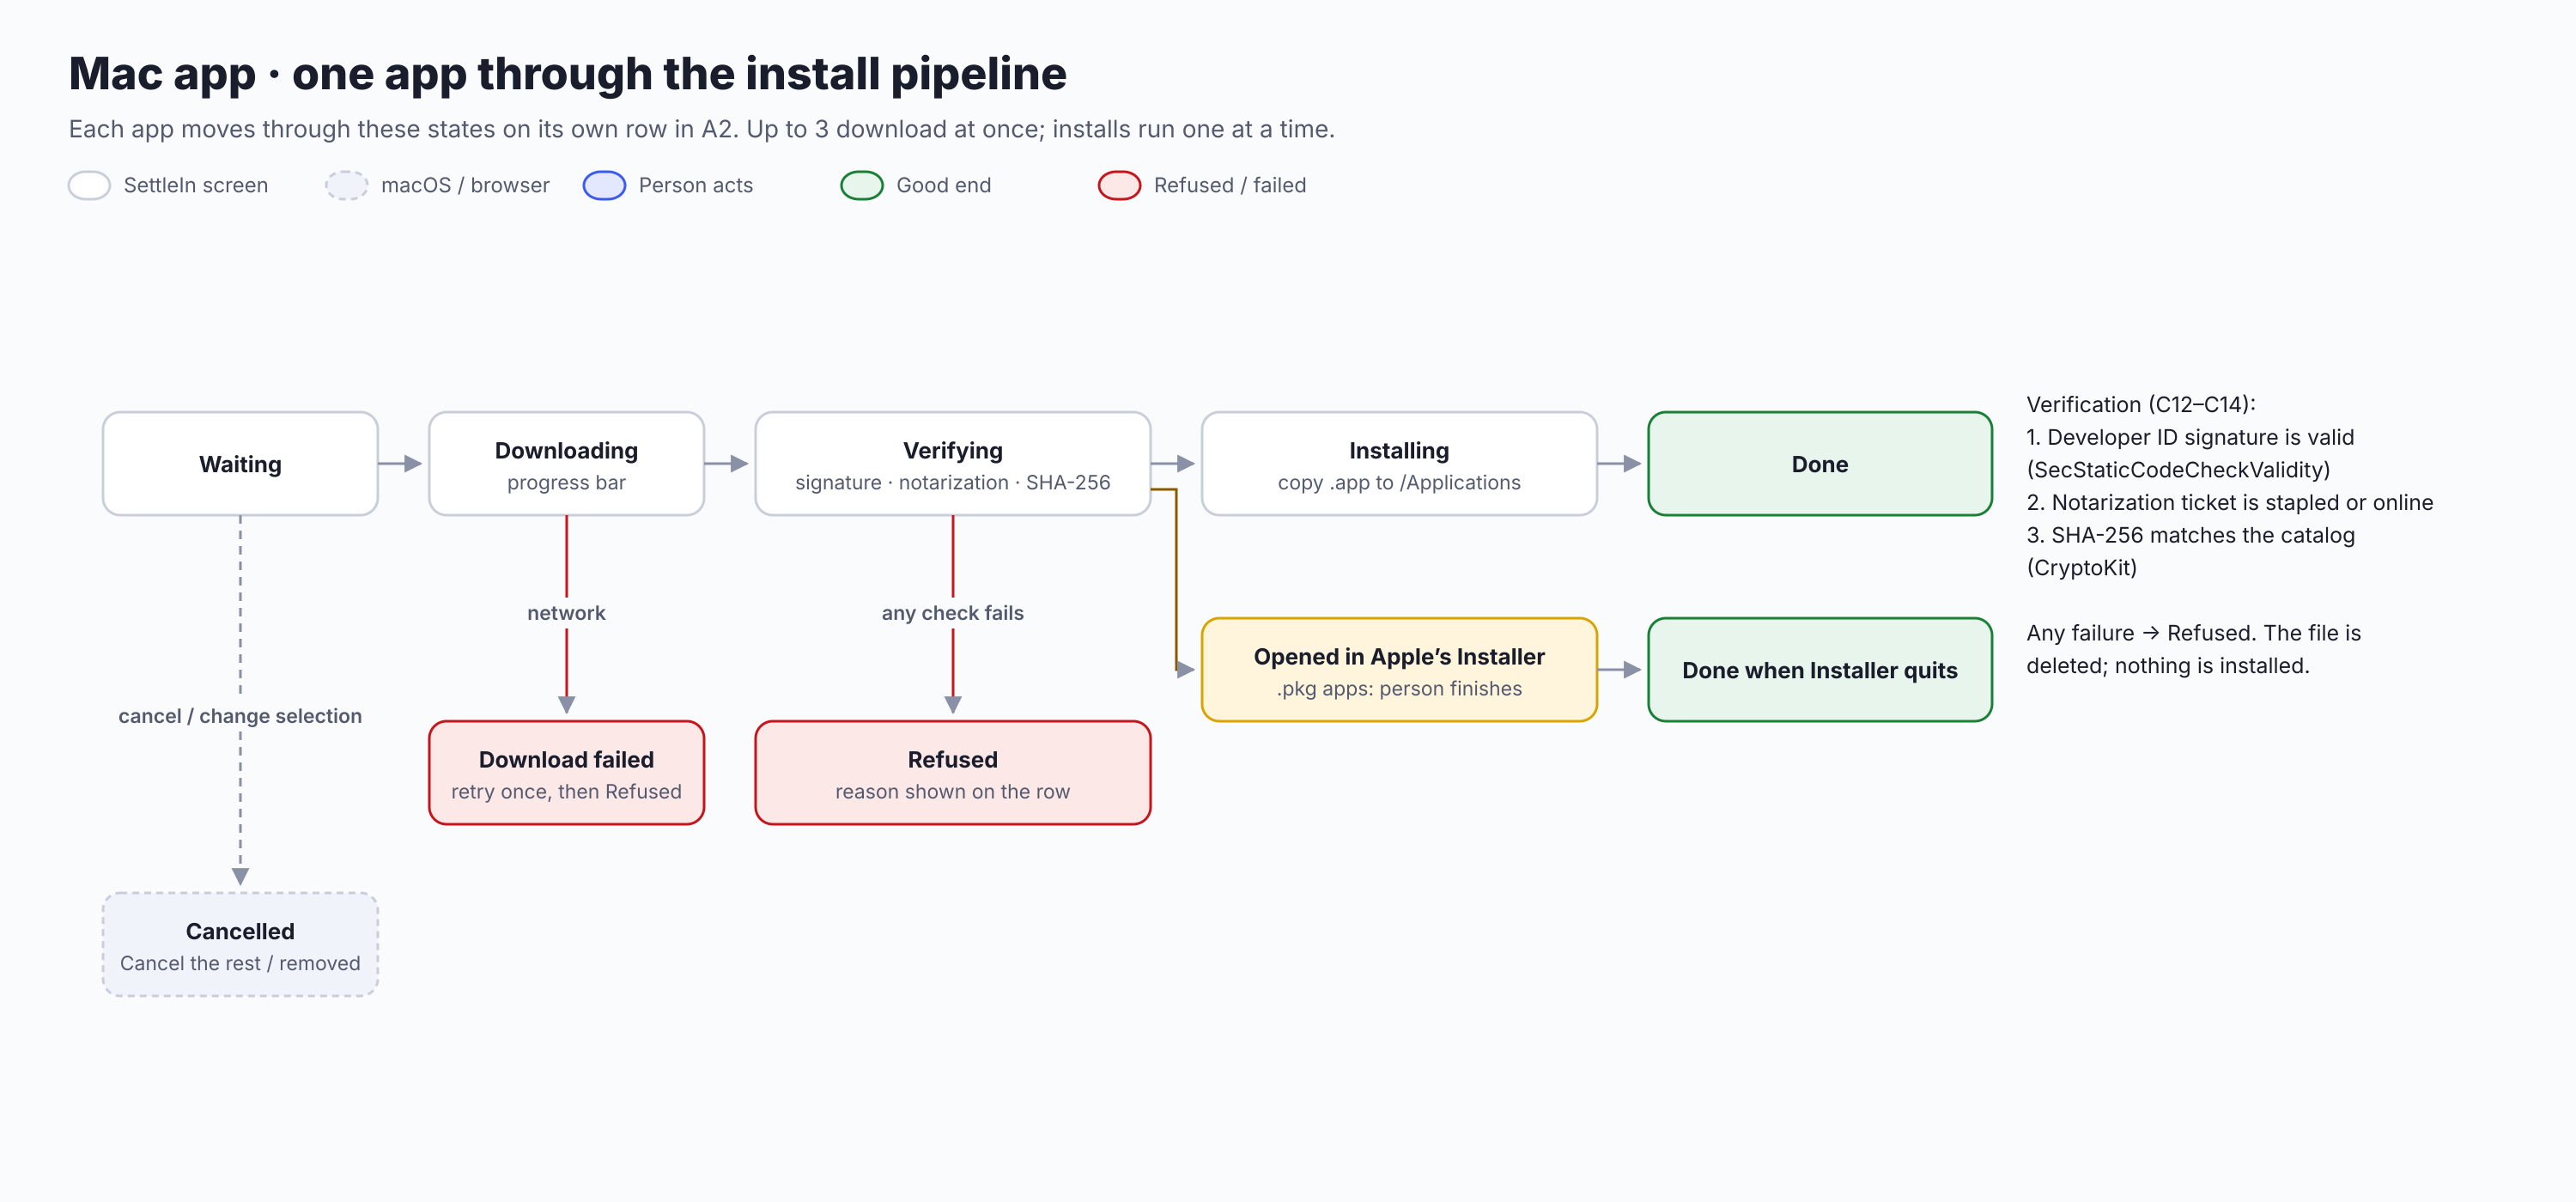 Mac app · one app through the install pipeline
Each app moves through these states on its own row in A2. Up to 3 download at once; installs run one at a time.
SettleIn screen
macOS / browser
Person acts
Good end
Refused / failed
Waiting
Downloading
progress bar
Verifying
signature · notarization · SHA-256
Installing
copy .app to /Applications
Done
Verification (C12–C14):
1. Developer ID signature is valid
(SecStaticCodeCheckValidity)
2. Notarization ticket is stapled or online
3. SHA-256 matches the catalog
(CryptoKit)
Any failure → Refused. The file is
deleted; nothing is installed.
network
any check fails
Opened in Apple’s Installer
.pkg apps: person finishes
Done when Installer quits
cancel / change selection
Download failed
retry once, then Refused
Refused
reason shown on the row
Cancelled
Cancel the rest / removed